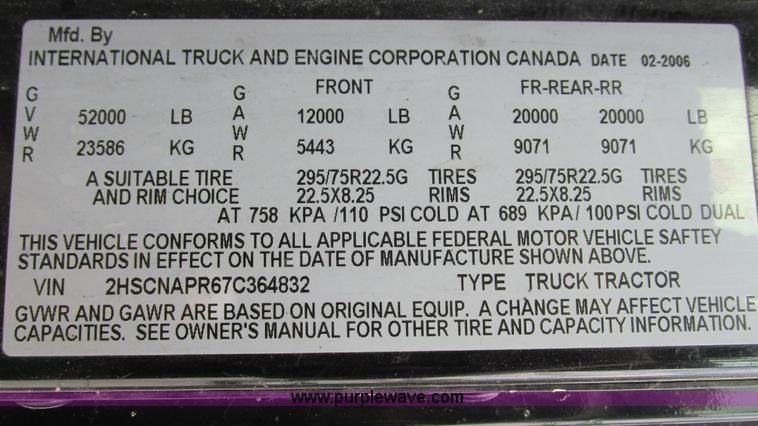 Mfd. By
INTERNATIONAL TRUCK AND ENGINE CORPORATION CANADA DATE 02-2006
GVWR 52000 LB GAWR FRONT 12000 LB GAWR FR-REAR-RR 20000 20000 LB
23586 KG 5443 KG 9071 9071 KG
A SUITABLE TIRE 295/75R22.5G TIRES 295/75R22.5G TIRES
AND RIM CHOICE 22.5X8.25 RIMS 22.5X8.25 RIMS
AT 758 KPA/110 PSI COLD AT 689 KPA/100 PSI COLD DUAL
THIS VEHICLE CONFORMS TO ALL APPLICABLE FEDERAL MOTOR VEHICLE SAFTEY
STANDARDS IN EFFECT ON THE DATE OF MANUFACTURE SHOWN ABOVE.
VIN 2HSCNAPR67C364832 TYPE TRUCK TRACTOR
GVWR AND GAWR ARE BASED ON ORIGINAL EQUIP. A CHANGE MAY AFFECT VEHICLE
CAPACITIES. SEE OWNER'S MANUAL FOR OTHER TIRE AND CAPACITY INFORMATION.
www.purplewave.com